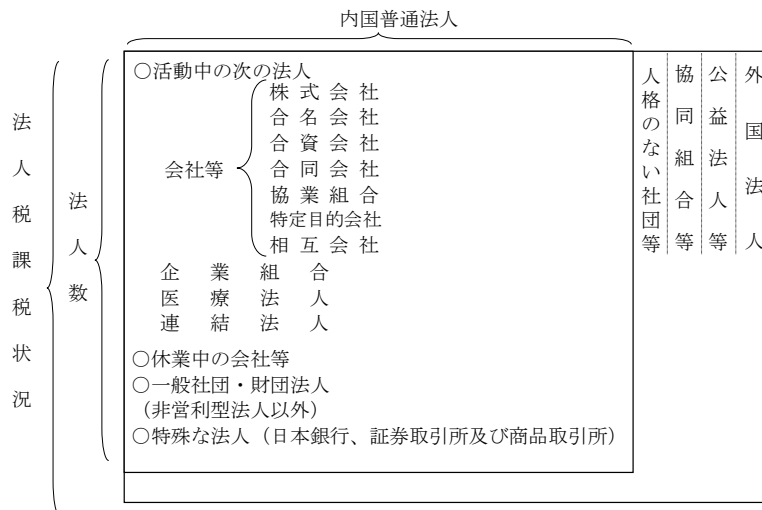 内国普通法人
法人税課税状況
法人数
○活動中の次の法人
会社等
株式会社
合名会社
合資会社
合同会社
協業組合
特定目的会社
相互会社
企業組合
医療法人
連結法人
○休業中の会社等
○一般社団・財団法人
（非営利型法人以外）
○特殊な法人（日本銀行、証券取引所及び商品取引所）
人格のない社団等
協同組合等
公益法人等
外国法人